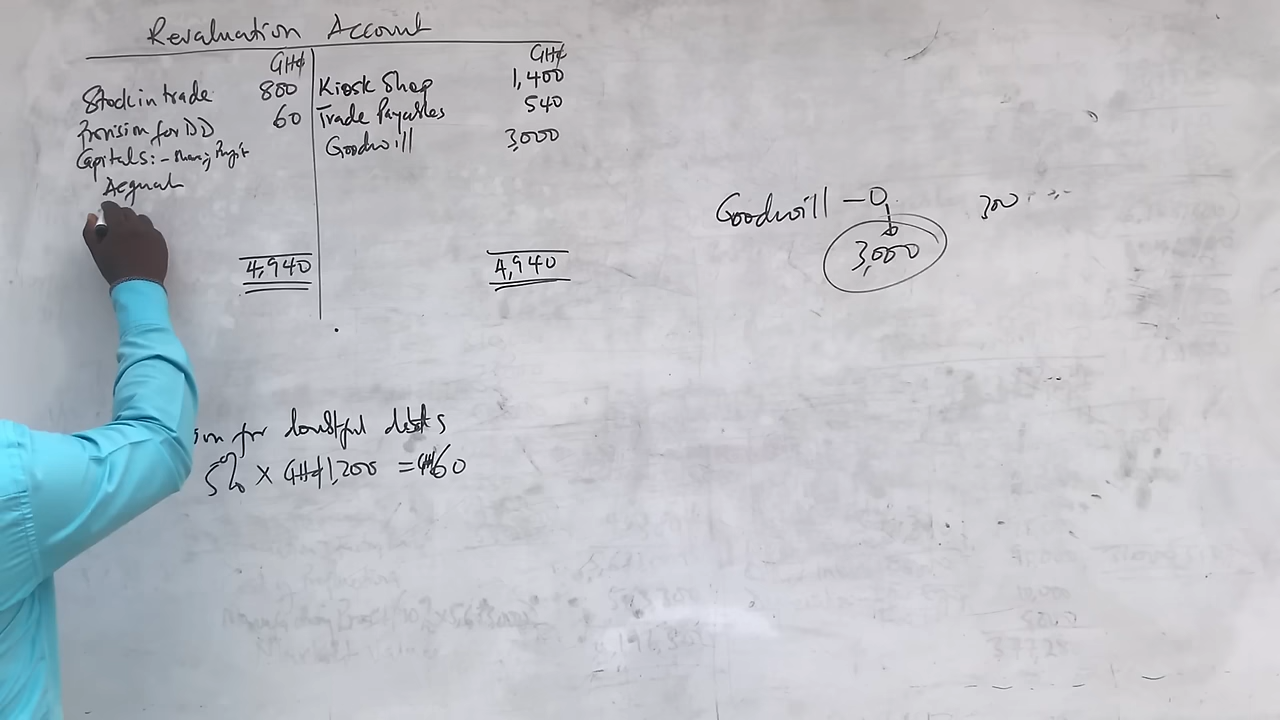 Revaluation Account
GH¢ GH¢
Stock in trade 800 Kiosk Shop 1,400
Provision for DD 60 Trade Payables 540
Capitals:- Profit Goodwill 3,000
4,940 4,940
Goodwill – 0 300
3,000
for doubtful debts
5% × GH¢1,200 = GH¢60